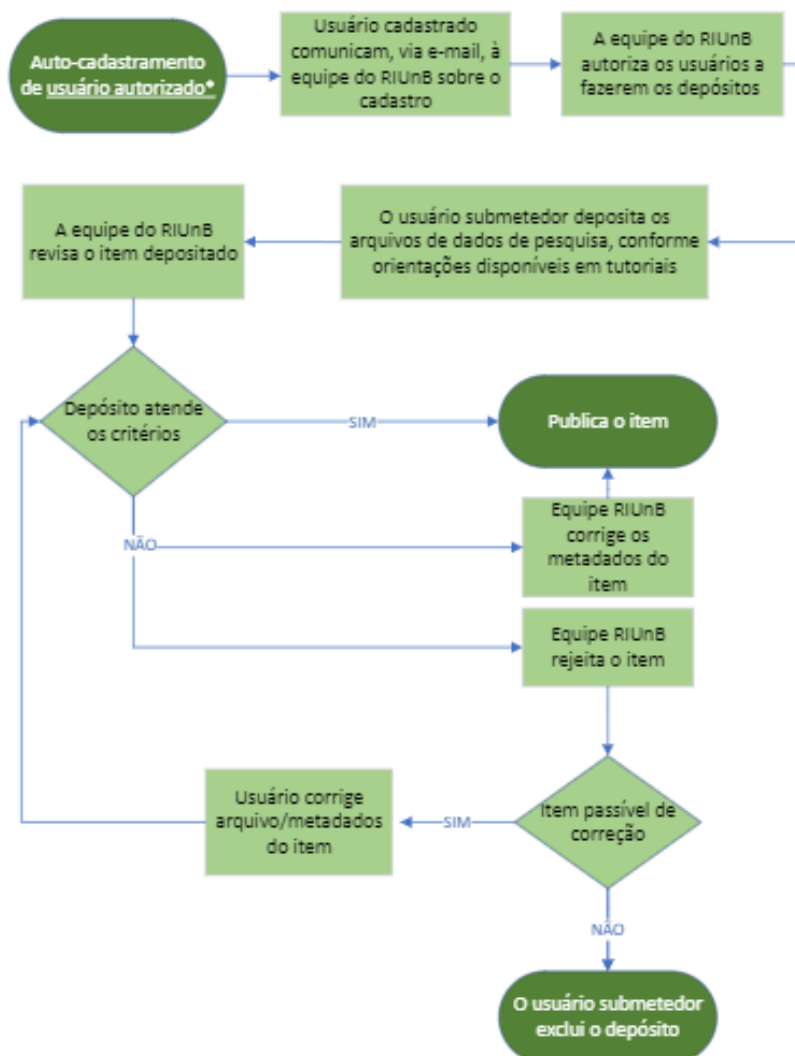 Auto-cadastramento
de usuário autorizado*
Usuário cadastrado
comunicam, via e-mail, à
equipe do RIUnB sobre o
cadastro
A equipe do RIUnB
autoriza os usuários a
fazerem os depósitos
A equipe do RIUnB
revisa o item depositado
O usuário submetedor deposita os
arquivos de dados de pesquisa, conforme
orientações disponíveis em tutoriais
Depósito atende
os critérios
SIM
Publica o item
NÃO
Equipe RIUnB
corrige os
metadados do
item
Equipe RIUnB
rejeita o item
Usuário corrige
arquivo/metadados
do item
SIM
Item passível de
correção
NÃO
O usuário submetedor
exclui o depósito